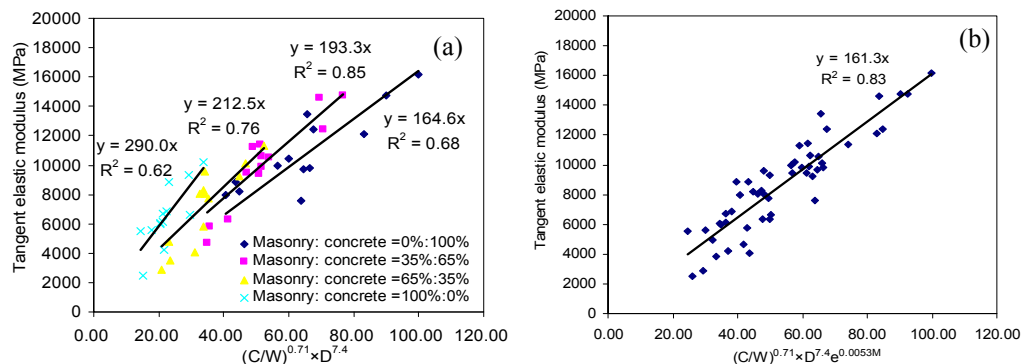 20000
18000
16000
14000
12000
10000
8000
6000
4000
2000
0
Tangent elastic modulus (MPa)
(a)
y = 193.3x
R² = 0.85
y = 212.5x
R² = 0.76
y = 164.6x
R² = 0.68
y = 290.0x
R² = 0.62
Masonry: concrete =0%:100%
Masonry: concrete =35%:65%
Masonry: concrete =65%:35%
Masonry: concrete =100%:0%
0.00 20.00 40.00 60.00 80.00 100.00
(C/W)^0.71×D^7.4
20000
18000
16000
14000
12000
10000
8000
6000
4000
2000
0
Tangent elastic modulus (MPa)
(b)
y = 161.3x
R² = 0.83
0.00 20.00 40.00 60.00 80.00 100.00 120.00
(C/W)^0.71×D^7.4e^0.0053M